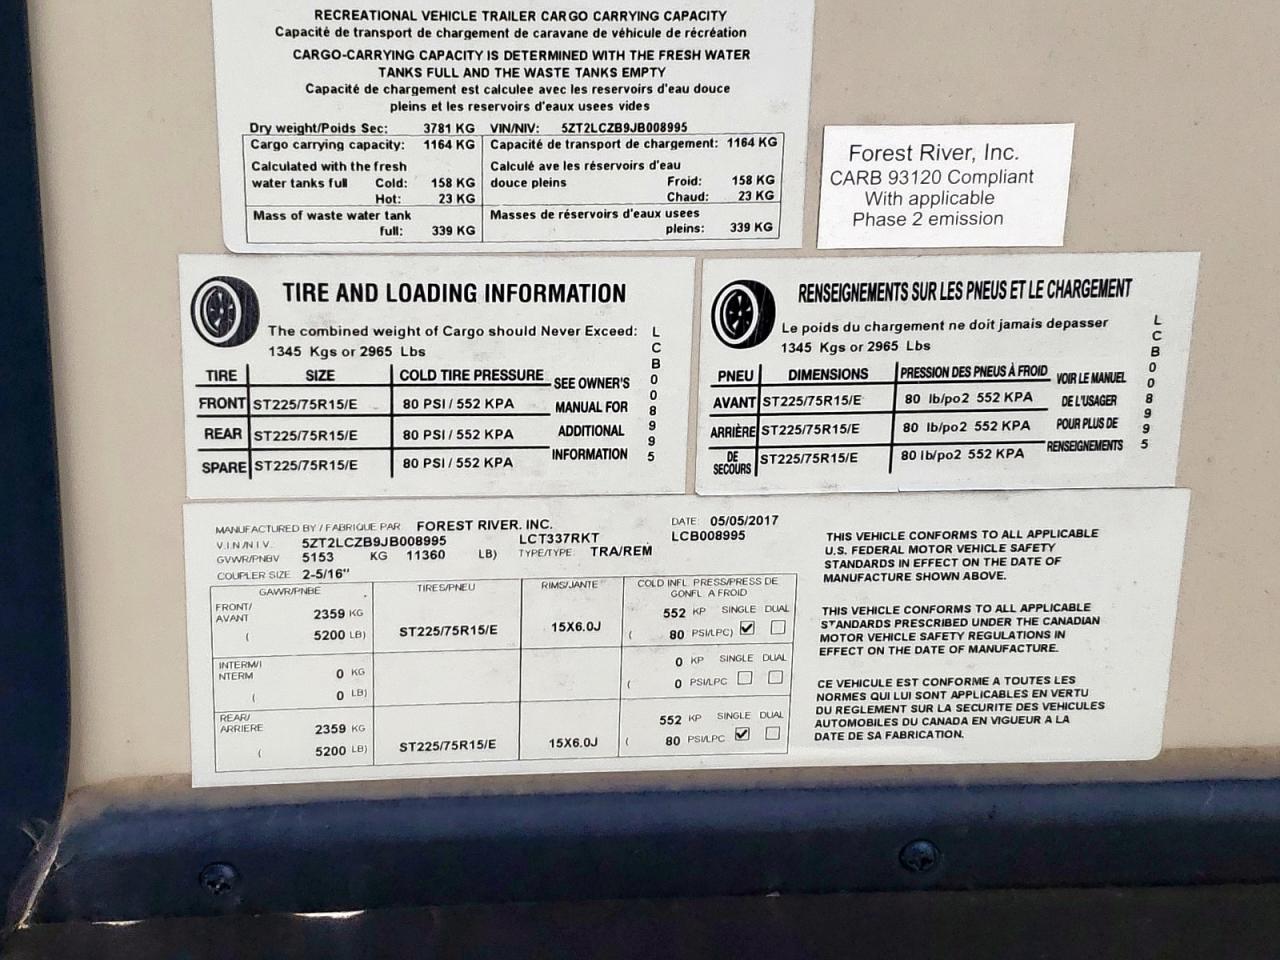 RECREATIONAL VEHICLE TRAILER CARGO CARRYING CAPACITY
Capacité de transport de chargement de caravane de véhicule de récréation
CARGO-CARRYING CAPACITY IS DETERMINED WITH THE FRESH WATER
TANKS FULL AND THE WASTE TANKS EMPTY
Capacité de chargement est calculee avec les reservoirs d'eau douce
pleins et les reservoirs d'eaux usees vides
Dry weight/Poids Sec: 3781 KG VIN/NIV: 5ZT2LCZB9JB008995
Cargo carrying capacity: 1164 KG Capacité de transport de chargement: 1164 KG
Calculated with the fresh Calculé ave les réservoirs d'eau
water tanks full Cold: 158 KG douce pleins Froid: 158 KG
Hot: 23 KG Chaud: 23 KG
Mass of waste water tank Masses de réservoirs d'eaux usees
full: 339 KG pleins: 339 KG
Forest River, Inc.
CARB 93120 Compliant
With applicable
Phase 2 emission
TIRE AND LOADING INFORMATION
The combined weight of Cargo should Never Exceed:
1345 Kgs or 2965 Lbs
TIRE SIZE COLD TIRE PRESSURE
FRONT ST225/75R15/E 80 PSI / 552 KPA
REAR ST225/75R15/E 80 PSI / 552 KPA
SPARE ST225/75R15/E 80 PSI / 552 KPA
SEE OWNER'S
MANUAL FOR
ADDITIONAL
INFORMATION
LCB008995
RENSEIGNEMENTS SUR LES PNEUS ET LE CHARGEMENT
Le poids du chargement ne doit jamais depasser
1345 Kgs or 2965 Lbs
PNEU DIMENSIONS PRESSION DES PNEUS À FROID
AVANT ST225/75R15/E 80 lb/po2 552 KPA
ARRIÈRE ST225/75R15/E 80 lb/po2 552 KPA
DE
SECOURS ST225/75R15/E 80 lb/po2 552 KPA
VOIR LE MANUEL
DE L'USAGER
POUR PLUS DE
RENSEIGNEMENTS
LCB008995
MANUFACTURED BY / FABRIQUE PAR FOREST RIVER, INC. DATE 05/05/2017
V.I.N/N.I.V. 5ZT2LCZB9JB008995 LCT337RKT LCB008995
GVWR/PNBV 5153 KG 11360 LB) TYPE/TYPE TRA/REM
COUPLER SIZE 2-5/16"
GAWR/PNBE TIRES/PNEU RIMS/JANTE COLD INFL PRESS/PRESS DE
GONFL A FROID
FRONT/
AVANT 2359 KG 552 KP SINGLE DUAL
( 5200 LB) ST225/75R15/E 15X6.0J ( 80 PSI/LPC)
INTERM/I
NTERM 0 KG 0 KP SINGLE DUAL
( 0 LB) ( 0 PSI/LPC
REAR/
ARRIERE 2359 KG 552 KP SINGLE DUAL
( 5200 LB) ST225/75R15/E 15X6.0J ( 80 PSI/LPC
THIS VEHICLE CONFORMS TO ALL APPLICABLE
U.S. FEDERAL MOTOR VEHICLE SAFETY
STANDARDS IN EFFECT ON THE DATE OF
MANUFACTURE SHOWN ABOVE.
THIS VEHICLE CONFORMS TO ALL APPLICABLE
STANDARDS PRESCRIBED UNDER THE CANADIAN
MOTOR VEHICLE SAFETY REGULATIONS IN
EFFECT ON THE DATE OF MANUFACTURE.
CE VEHICULE EST CONFORME A TOUTES LES
NORMES QUI LUI SONT APPLICABLES EN VERTU
DU REGLEMENT SUR LA SECURITE DES VEHICULES
AUTOMOBILES DU CANADA EN VIGUEUR A LA
DATE DE SA FABRICATION.